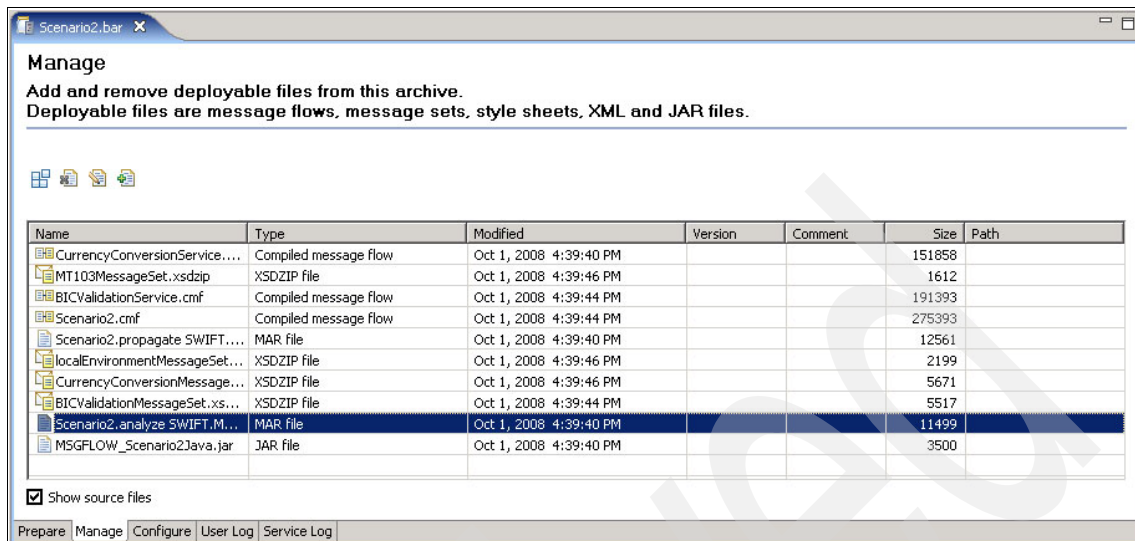 Scenario2.bar
Manage
Add and remove deployable files from this archive.
Deployable files are message flows, message sets, style sheets, XML and JAR files.
Name Type Modified Version Comment Size Path
CurrencyConversionService.... Compiled message flow Oct 1, 2008 4:39:40 PM 151858
MT103MessageSet.xsdzip XSDZIP file Oct 1, 2008 4:39:46 PM 1612
BICValidationService.cmf Compiled message flow Oct 1, 2008 4:39:44 PM 191393
Scenario2.cmf Compiled message flow Oct 1, 2008 4:39:44 PM 275393
Scenario2.propagate SWIFT.... MAR file Oct 1, 2008 4:39:40 PM 12561
localEnvironmentMessageSet... XSDZIP file Oct 1, 2008 4:39:46 PM 2199
CurrencyConversionMessage... XSDZIP file Oct 1, 2008 4:39:46 PM 5671
BICValidationMessageSet.xs... XSDZIP file Oct 1, 2008 4:39:44 PM 5517
Scenario2.analyze SWIFT.M... MAR file Oct 1, 2008 4:39:40 PM 11499
MSGFLOW_Scenario2Java.jar JAR file Oct 1, 2008 4:39:40 PM 3500
Show source files
Prepare Manage Configure User Log Service Log